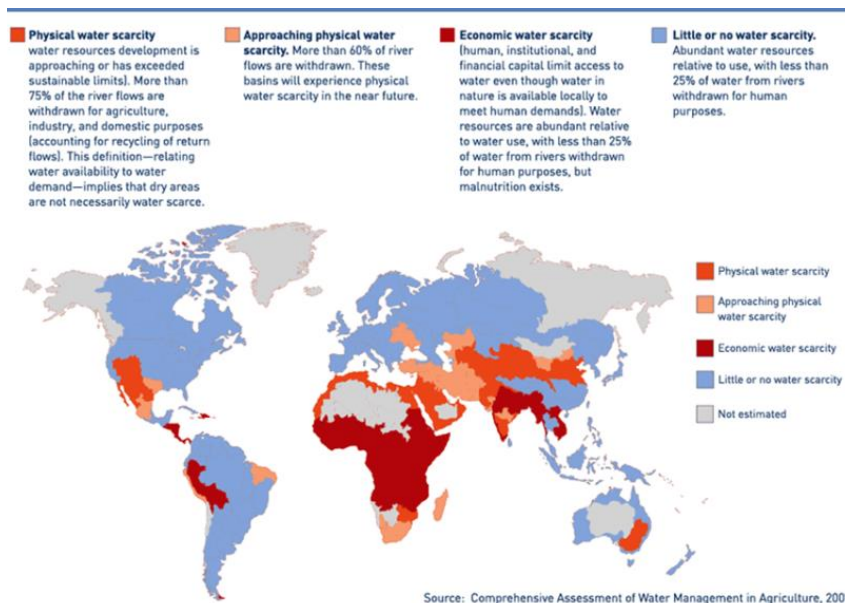 Physical water scarcity
water resources development is
approaching or has exceeded
sustainable limits). More than
75% of the river flows are
withdrawn for agriculture,
industry, and domestic purposes
(accounting for recycling of return
flows). This definition—relating
water availability to water
demand—implies that dry areas
are not necessarily water scarce.
Approaching physical water
scarcity. More than 60% of river
flows are withdrawn. These
basins will experience physical
water scarcity in the near future.
Economic water scarcity
(human, institutional, and
financial capital limit access to
water even though water in
nature is available locally to
meet human demands). Water
resources are abundant relative
to water use, with less than 25%
of water from rivers withdrawn
for human purposes, but
malnutrition exists.
Little or no water scarcity.
Abundant water resources
relative to use, with less than
25% of water from rivers
withdrawn for human
purposes.
Physical water scarcity
Approaching physical
water scarcity
Economic water scarcity
Little or no water scarcity
Not estimated
Source: Comprehensive Assessment of Water Management in Agriculture, 200